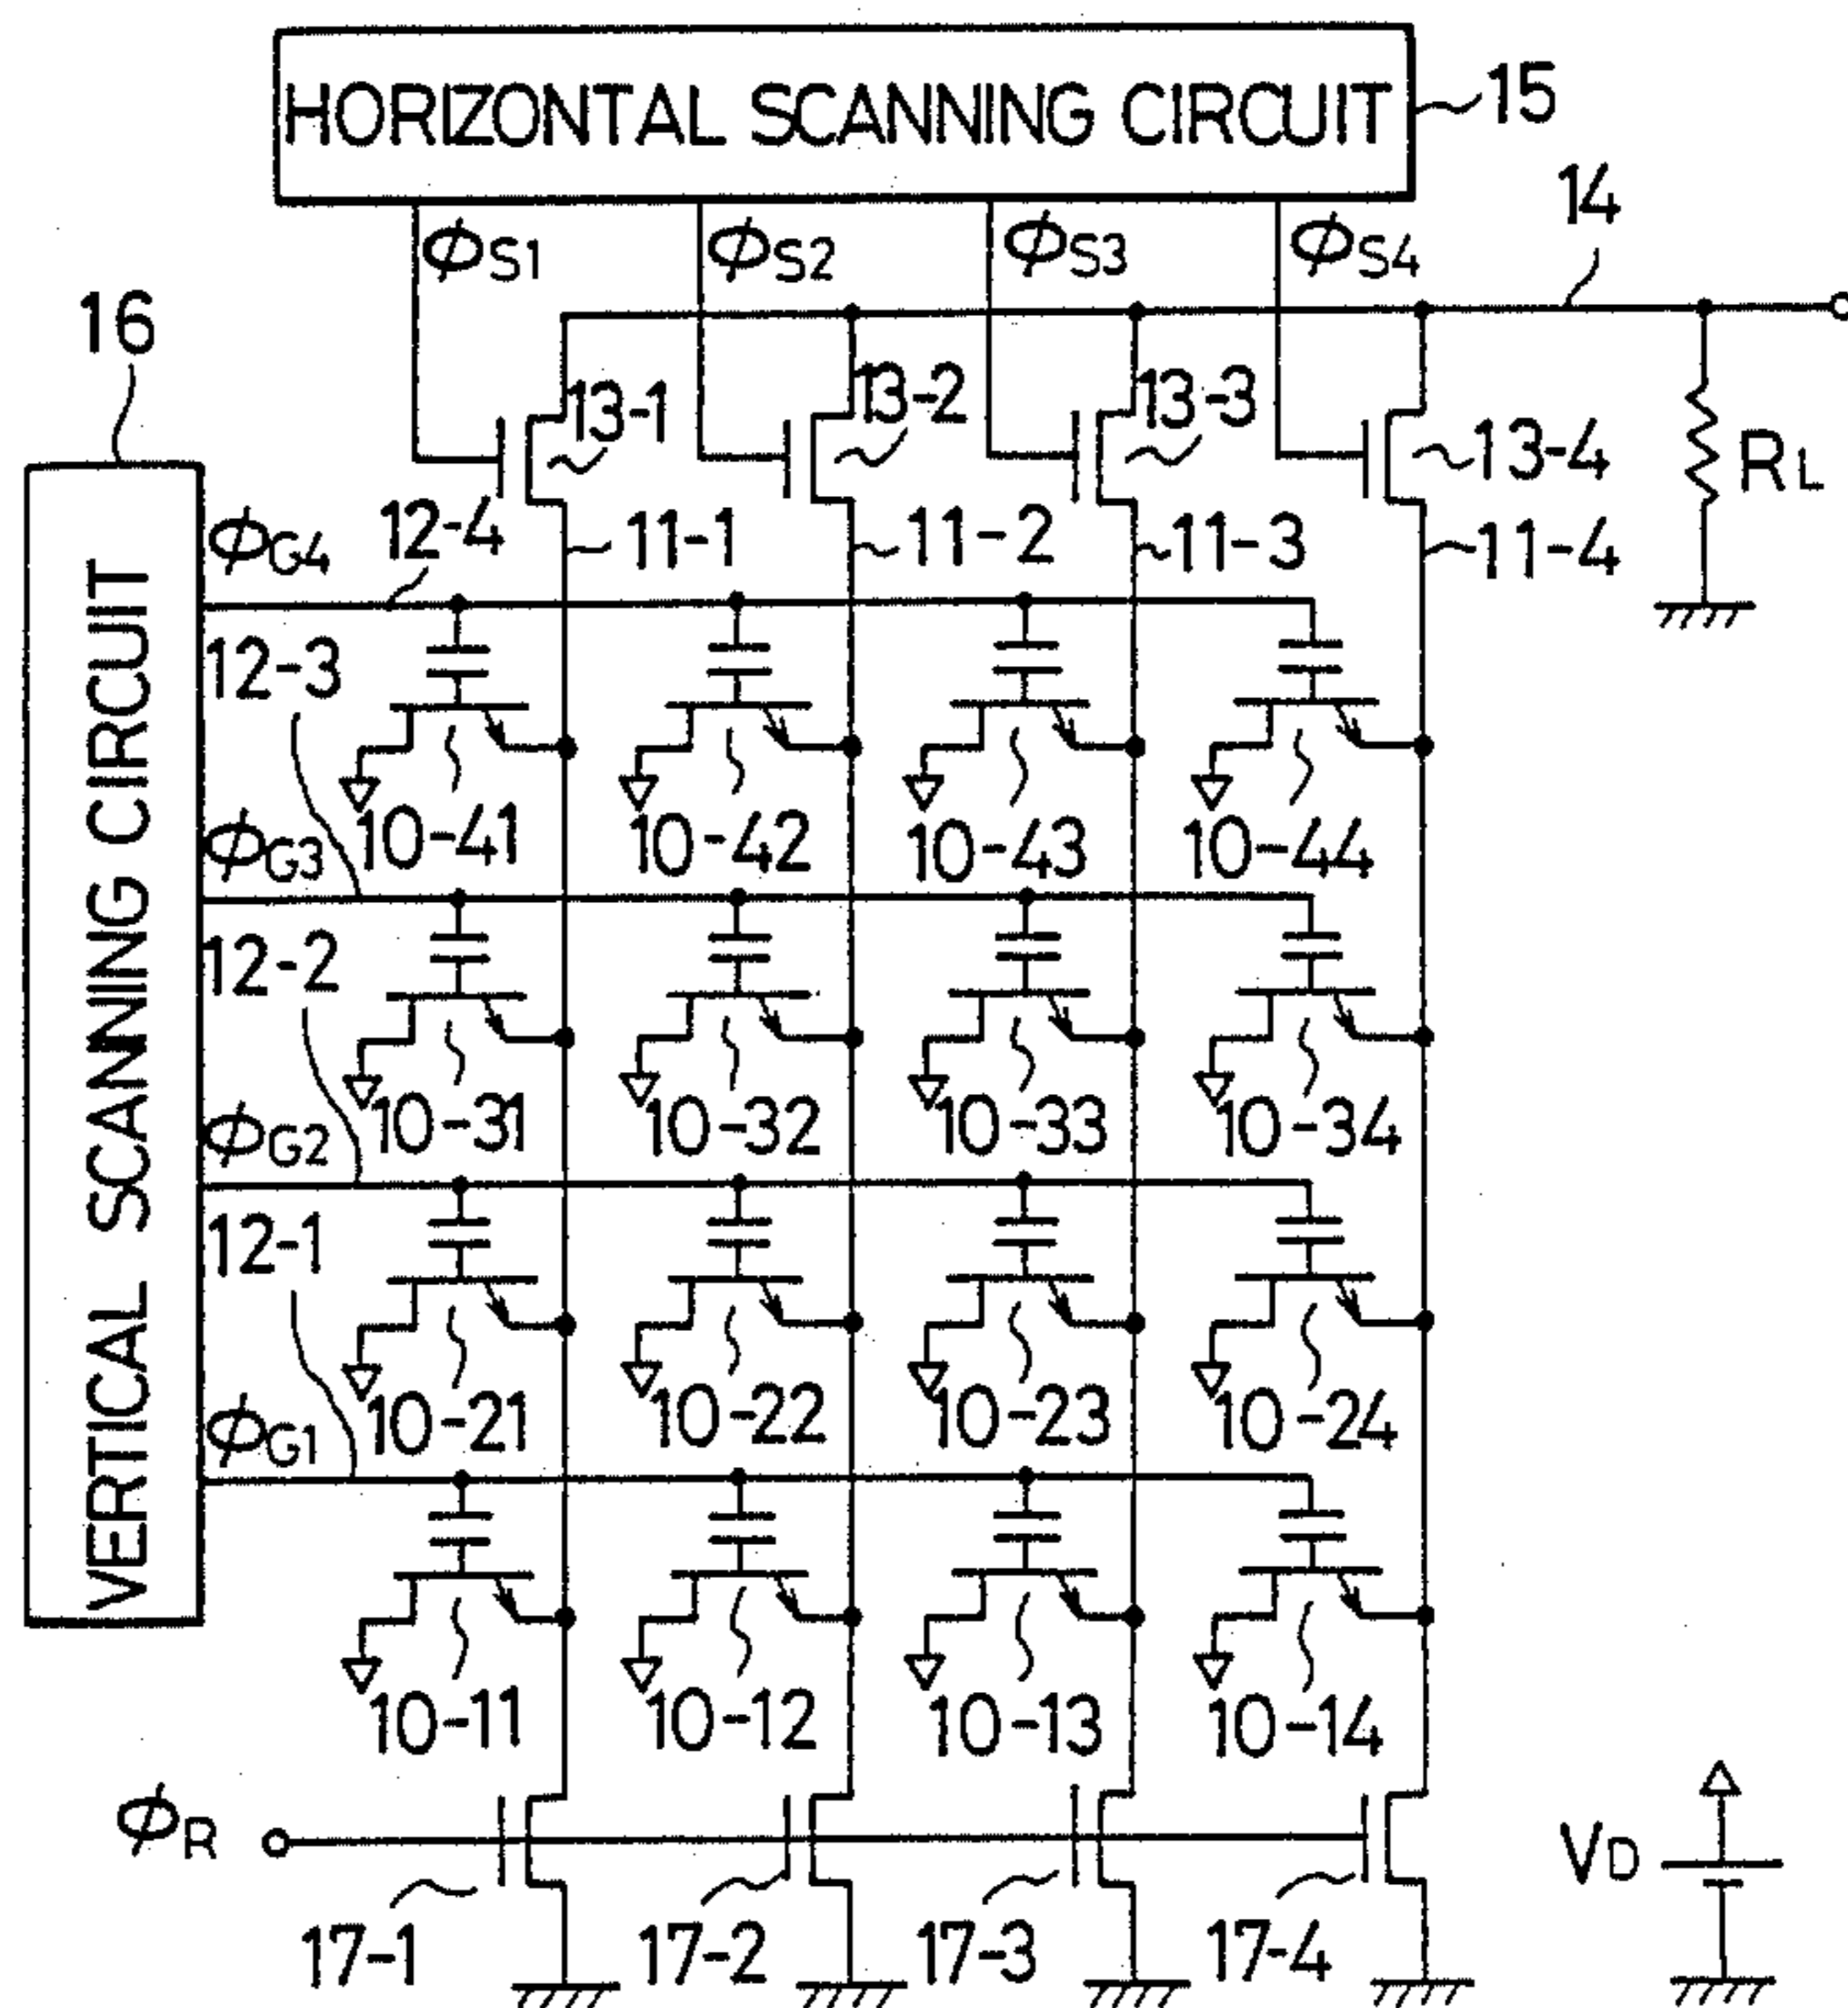 HORIZONTAL SCANNING CIRCUIT
15
14
ϕS1
ϕS2
ϕS3
ϕS4
16
13-1
13-2
13-3
13-4
RL
ϕG4
12-4
11-1
11-2
11-3
11-4
VERTICAL SCANNING CIRCUIT
12-3
10-41
10-42
10-43
10-44
ϕG3
12-2
10-31
10-32
10-33
10-34
ϕG2
12-1
10-21
10-22
10-23
10-24
ϕG1
10-11
10-12
10-13
10-14
ϕR
VD
17-1
17-2
17-3
17-4